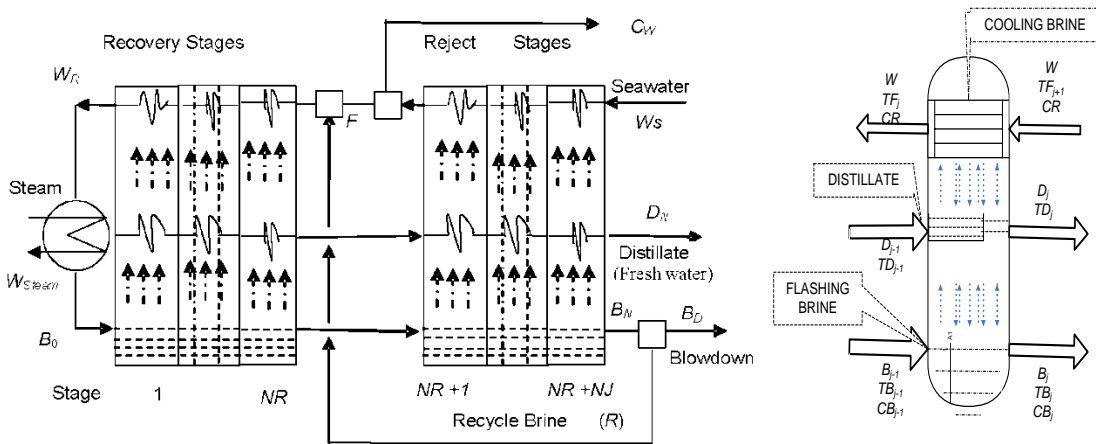 Recovery Stages
Reject Stages
C_W
W_R
F
Seawater
Ws
Steam
W_Steam
D_N
Distillate
(Fresh water)
B_0
B_N
B_D
Blowdown
Stage 1 NR NR +1 NR +NJ
Recycle Brine (R)
COOLING BRINE
W
TF_j
CR
W
TF_j+1
CR
DISTILLATE
D_j
TD_j
D_j-1
TD_j-1
FLASHING
BRINE
B_j-1
TB_j-1
CB_j-1
B_j
TB_j
CB_j